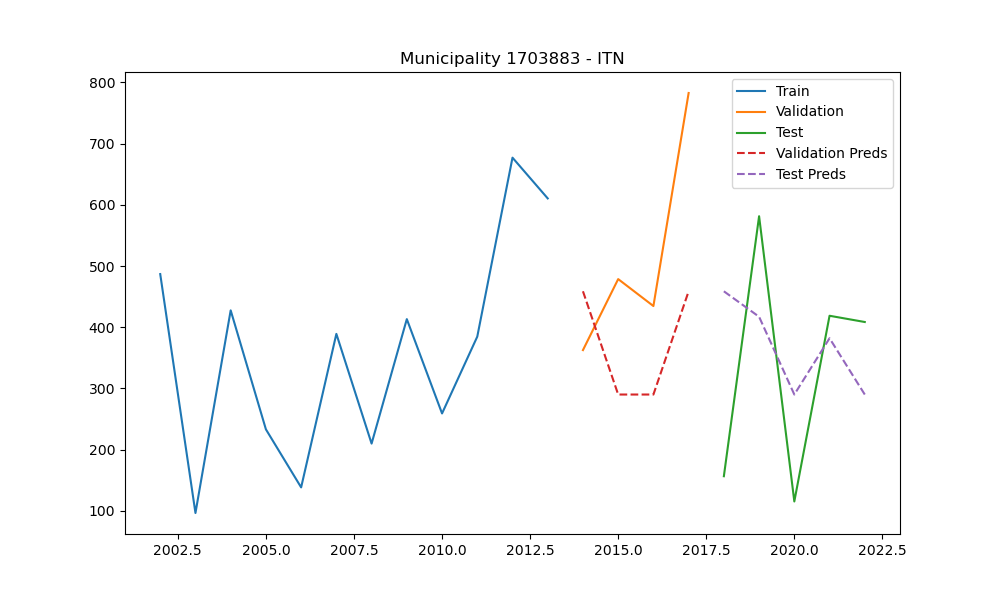 Municipality 1703883 - ITN
800
700
600
500
400
300
200
100
2002.5 2005.0 2007.5 2010.0 2012.5 2015.0 2017.5 2020.0 2022.5
Train
Validation
Test
Validation Preds
Test Preds